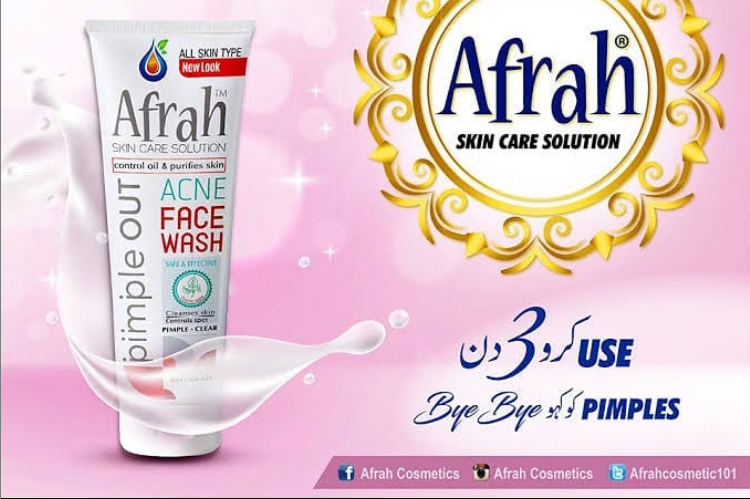 ALL SKIN TYPE
New Look
Afrah™
SKIN CARE SOLUTION
control oil & purifies skin
pimple OUT
ACNE
FACE
WASH
SAFE & EFFECTIVE
Cleanses skin
Controls spot
PIMPLE - CLEAR
Afrah®
SKIN CARE SOLUTION
USE کرو 3 دن
PIMPLES کو کہو Bye Bye
Afrah Cosmetics
Afrah Cosmetics
Afrahcosmetic101